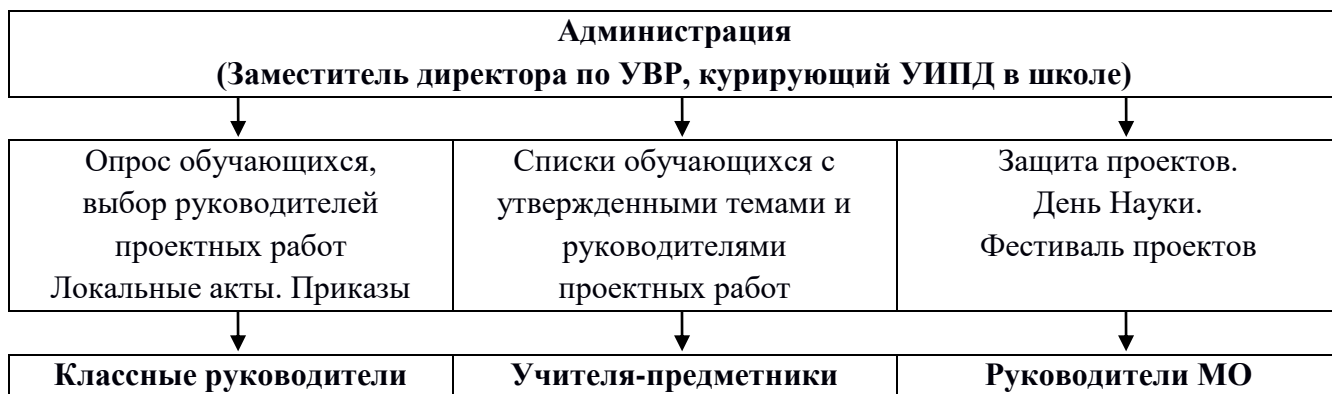 Администрация
(Заместитель директора по УВР, курирующий УИПД в школе)
Опрос обучающихся,
выбор руководителей
проектных работ
Локальные акты. Приказы
Списки обучающихся с
утвержденными темами и
руководителями
проектных работ
Защита проектов.
День Науки.
Фестиваль проектов
Классные руководители
Учителя-предметники
Руководители МО